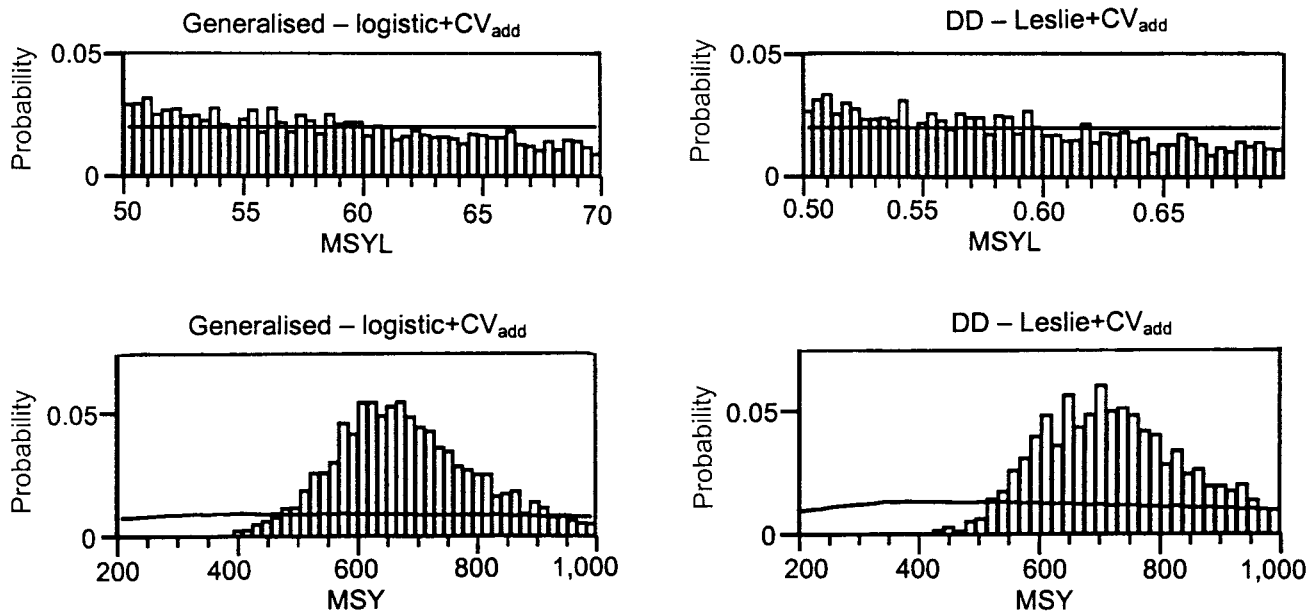 Generalised – logistic+CVadd
Probability
0.05
0
50 55 60 65 70
MSYL
DD – Leslie+CVadd
Probability
0.05
0
0.50 0.55 0.60 0.65
MSYL
Generalised – logistic+CVadd
Probability
0.05
0
200 400 600 800 1,000
MSY
DD – Leslie+CVadd
Probability
0.05
0
200 400 600 800 1,000
MSY